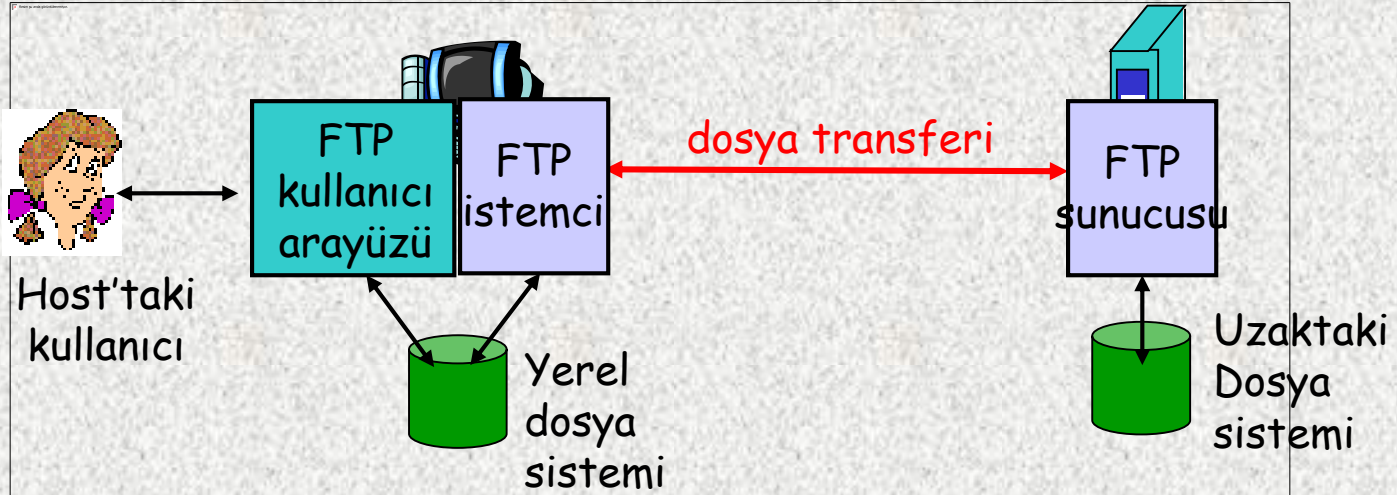 FTP
kullanıcı
arayüzü
FTP
istemci
dosya transferi
FTP
sunucusu
Host'taki
kullanıcı
Yerel
dosya
sistemi
Uzaktaki
Dosya
sistemi